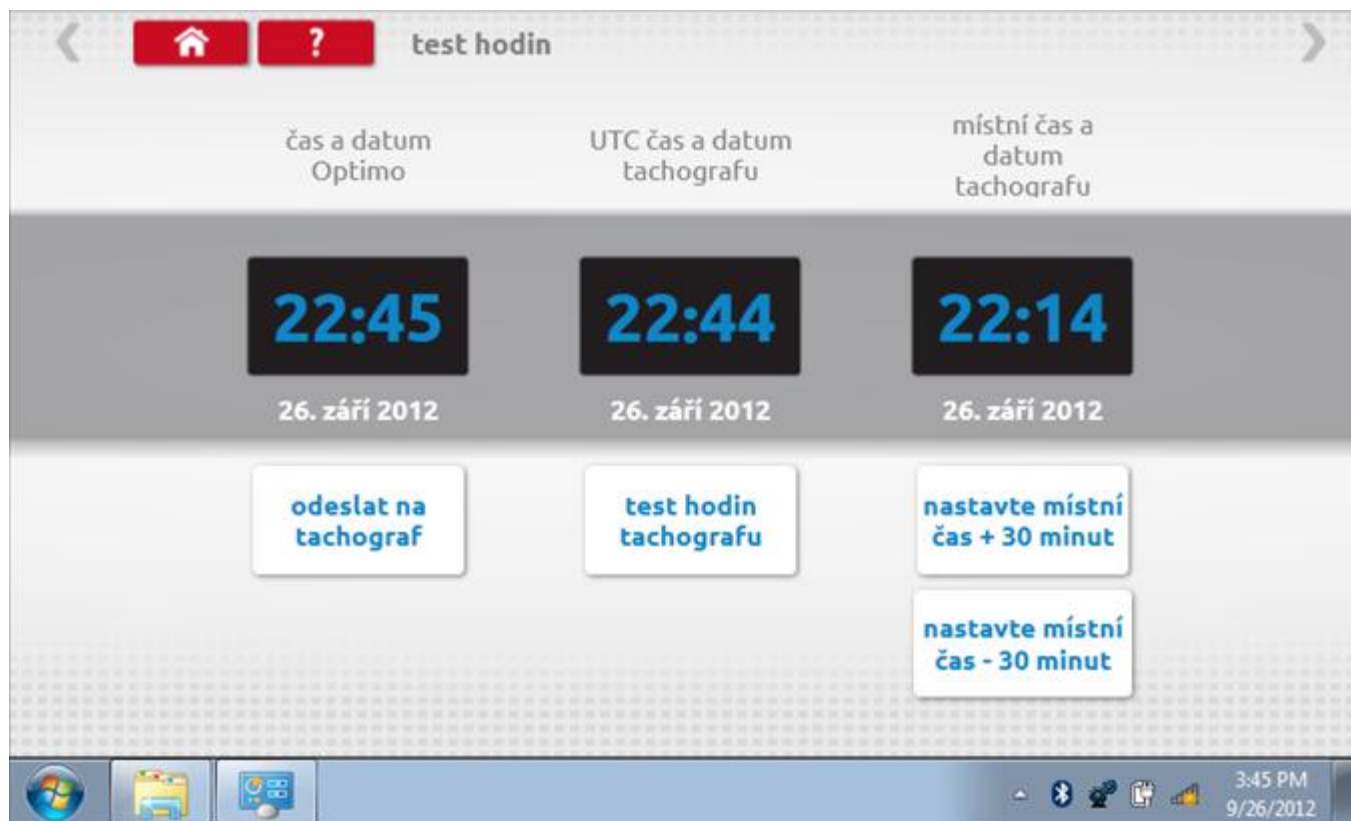 ? test hodin
čas a datum
Optimo
UTC čas a datum
tachografu
místní čas a
datum
tachografu
22:45
22:44
22:14
26. září 2012
26. září 2012
26. září 2012
odeslat na
tachograf
test hodin
tachografu
nastavte místní
čas + 30 minut
nastavte místní
čas - 30 minut
3:45 PM
9/26/2012